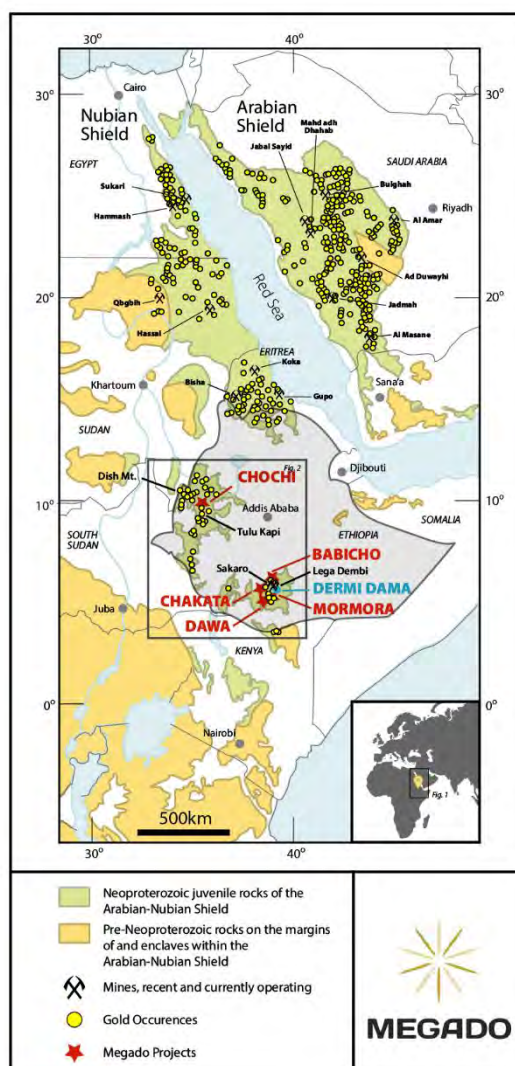 30°
40°
30°
Cairo
Nubian
Shield
Arabian
Shield
Mahd adh
Dhahab
Jabal Sayid
EGYPT
SAUDI ARABIA
Sukari
Bulghah
Riyadh
Hammash
Al Amar
Ad Duwayhi
20°
20°
Qbgbih
Jadmah
Red Sea
Hassai
Al Masane
ERITREA
Koka
Khartoum
Bisha
Gupo
Sana'a
SUDAN
Fig. 2
Djibouti
Dish Mt.
CHOCHI
10°
Addis Ababa
10°
SOMALIA
ETHIOPIA
Tulu Kapi
SOUTH
SUDAN
BABICHO
Sakaro
Lega Dembi
CHAKATA
DERMI DAMA
MORMORA
Juba
DAWA
KENYA
0°
0°
Nairobi
Fig. 1
500km
30°
40°
Neoproterozoic juvenile rocks of the
Arabian-Nubian Shield
Pre-Neoproterozoic rocks on the margins
of and enclaves within the
Arabian-Nubian Shield
Mines, recent and currently operating
Gold Occurences
Megado Projects
MEGADO